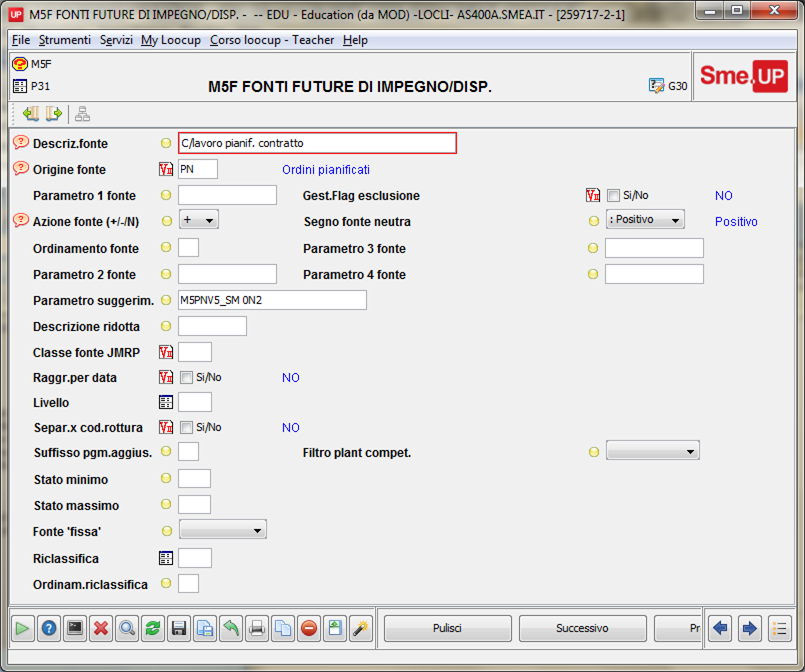 UP M5F FONTI FUTURE DI IMPEGNO/DISP. - -- EDU - Education (da MOD) -LOCLI- AS400A.SMEA.IT - [259717-2-1]
File Strumenti Servizi My Loocup Corso loocup - Teacher Help
M5F
P31
M5F FONTI FUTURE DI IMPEGNO/DISP.
G30
Sme.UP
Descriz.fonte C/lavoro pianif. contratto
Origine fonte PN Ordini pianificati
Parametro 1 fonte Gest.Flag esclusione Si/No NO
Azione fonte (+/-/N) + Segno fonte neutra : Positivo Positivo
Ordinamento fonte Parametro 3 fonte
Parametro 2 fonte Parametro 4 fonte
Parametro suggerim. M5PNV5_SM 0N2
Descrizione ridotta
Classe fonte JMRP
Raggr.per data Si/No NO
Livello
Separ.x cod.rottura Si/No NO
Suffisso pgm.aggius. Filtro plant compet.
Stato minimo
Stato massimo
Fonte 'fissa'
Riclassifica
Ordinam.riclassifica
Pulisci Successivo Pr